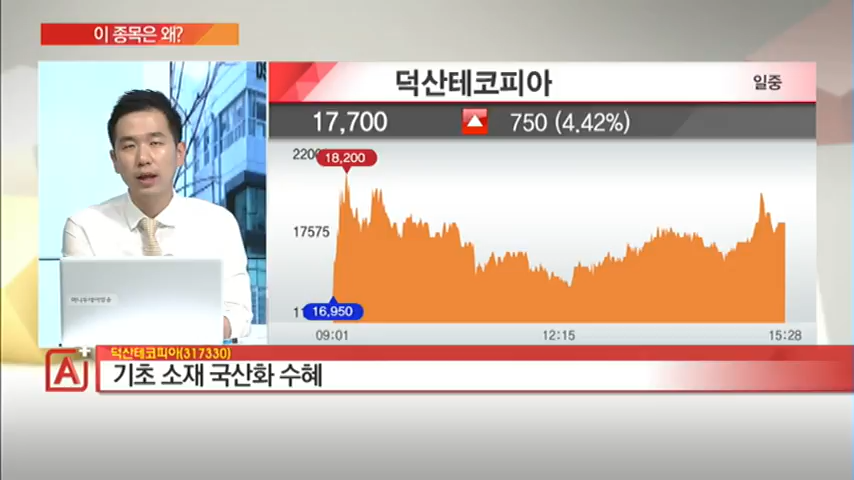 이 종목은 왜?
덕산테코피아
일중
17,700
750 (4.42%)
18,200
17575
16,950
09:01
12:15
15:28
덕산테코피아(317330)
A+
기초 소재 국산화 수혜